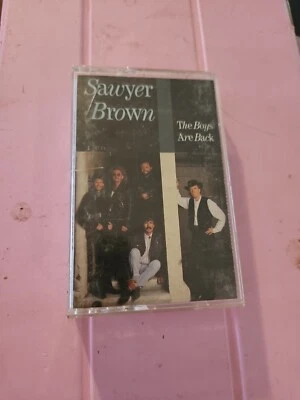 Sawyer
Brown
The Boys
Are Back